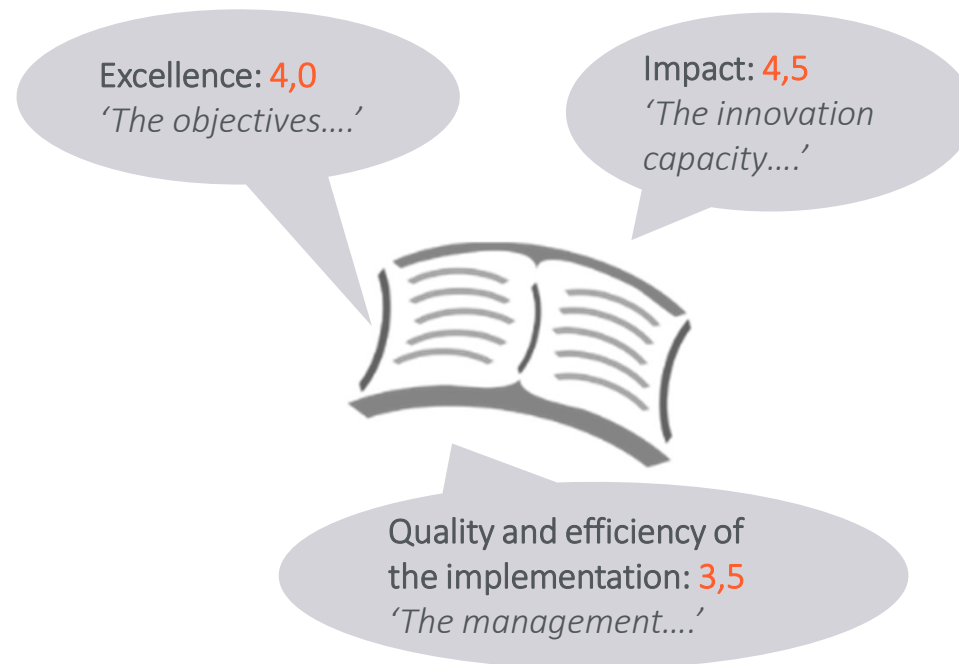 Excellence: 4,0
‘The objectives….’
Impact: 4,5
‘The innovation
capacity….’
Quality and efficiency of
the implementation: 3,5
‘The management….’